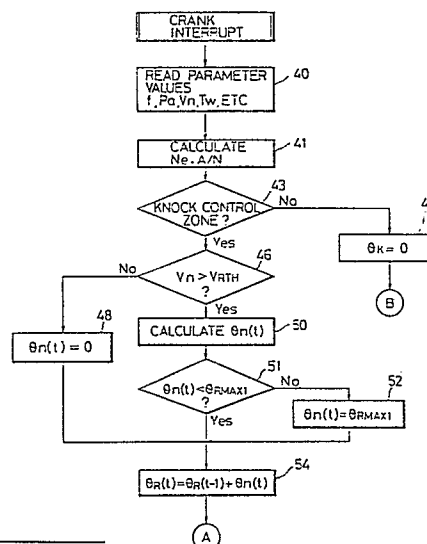 CRANK
INTERRUPT
READ PARAMETER
VALUES
f,Pa,Vn,Tw,ETC
40
CALCULATE
Ne.A/N
41
KNOCK CONTROL
ZONE?
43
No
4
Yes
θK=0
B
Vn>VRTH
?
46
No
Yes
48
θn(t)=0
CALCULATE θn(t)
50
θn(t)<θRMAX1
?
51
No
52
θn(t)=θRMAX1
Yes
θR(t)=θR(t-1)+θn(t)
54
A